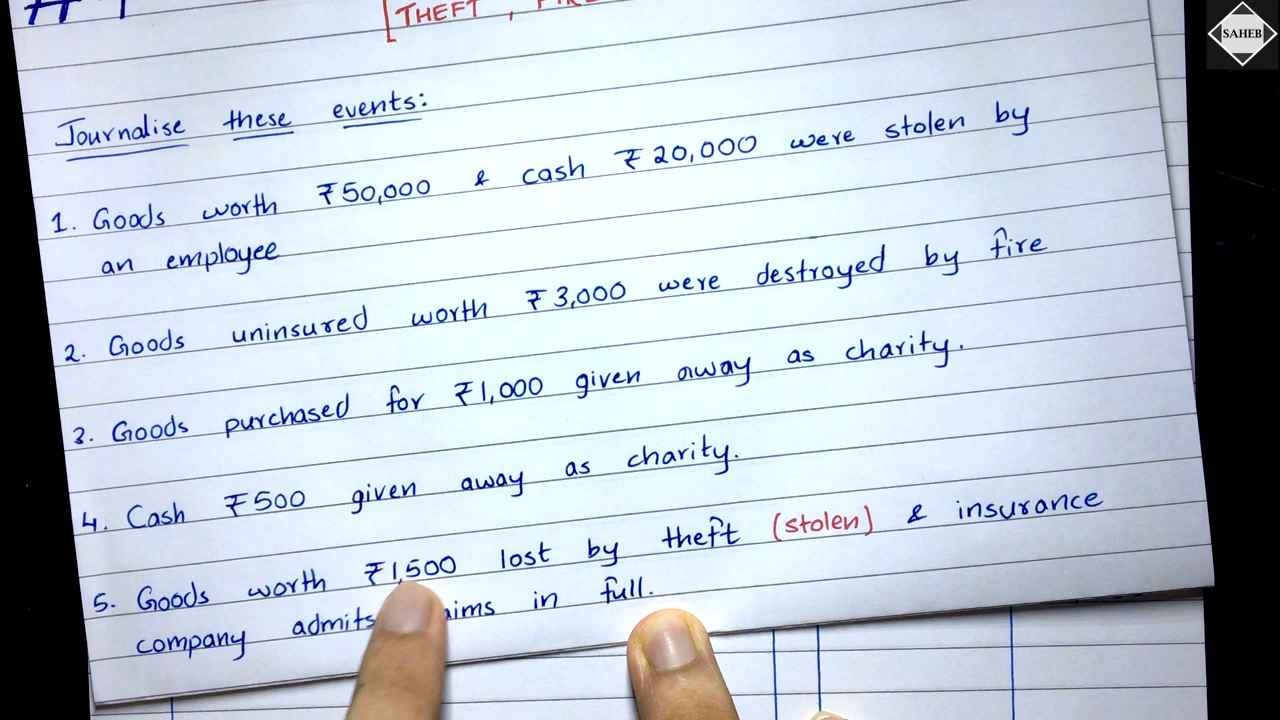 [THEFT,
SAHEB
Journalise these events:
1. Goods worth ₹50,000 & cash ₹20,000 were stolen by
an employee
2. Goods uninsured worth ₹3,000 were destroyed by fire
3. Goods purchased for ₹1,000 given away as charity.
4. Cash ₹500 given away as charity.
5. Goods worth ₹1,500 lost by theft (stolen) & insurance
company admits in full.